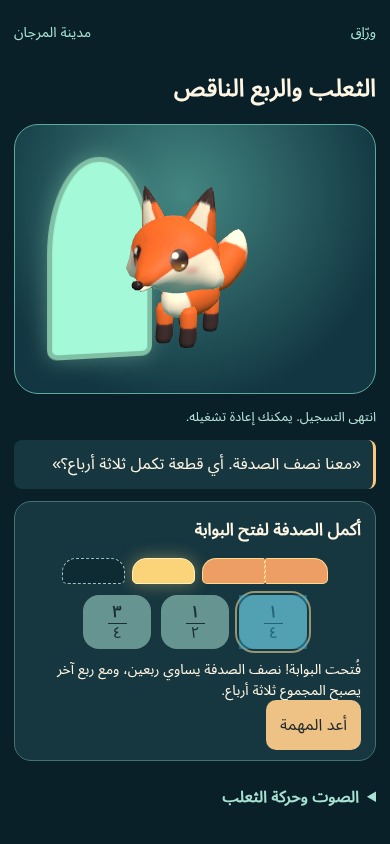 ورّاق
مدينة المرجان
الثعلب والربع الناقص
انتهى التسجيل. يمكنك إعادة تشغيله.
«معنا نصف الصدفة. أي قطعة تكمل ثلاثة أرباع؟»
أكمل الصدفة لفتح البوابة
١/٤
١/٢
٣/٤
فُتحت البوابة! نصف الصدفة يساوي ربعين، ومع ربع آخر
يصبح المجموع ثلاثة أرباع.
أعد المهمة
الصوت وحركة الثعلب